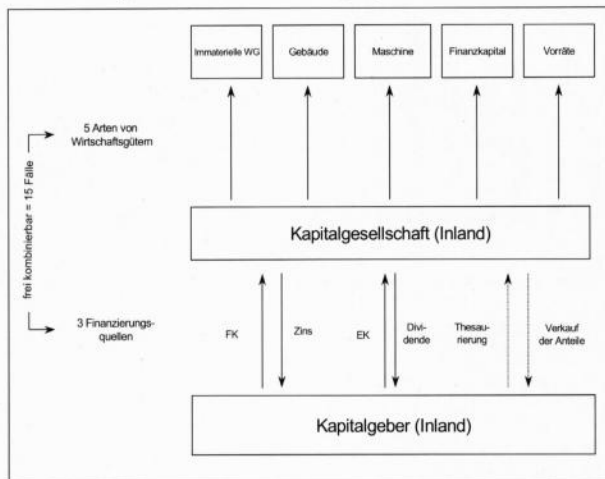 Immaterielle WG
Gebäude
Maschine
Finanzkapital
Vorräte
5 Arten von
Wirtschaftsgütern
frei kombinierbar = 15 Fälle
Kapitalgesellschaft (Inland)
3 Finanzierungs-
quellen
FK
Zins
EK
Divi-
dende
Thesau-
rierung
Verkauf
der Anteile
Kapitalgeber (Inland)